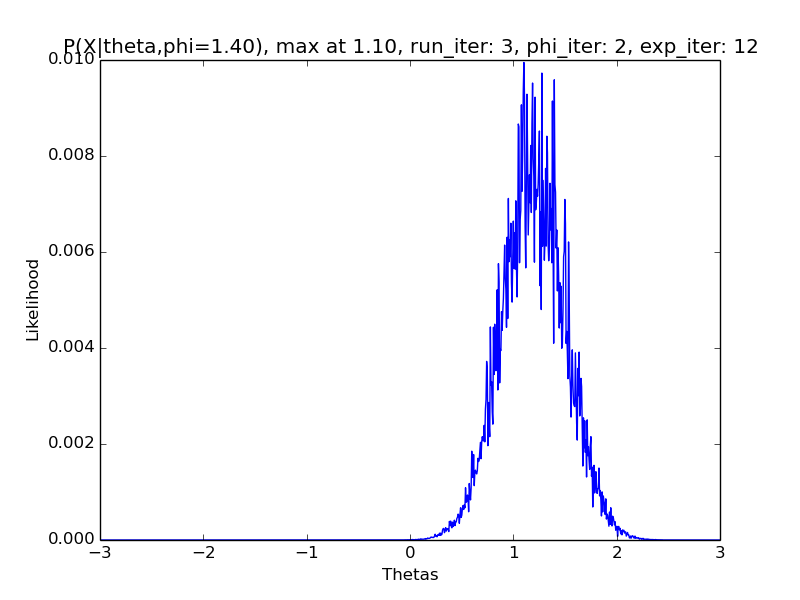 P(X|theta,phi=1.40), max at 1.10, run_iter: 3, phi_iter: 2, exp_iter: 12
0.010
0.008
0.006
0.004
0.002
0.000
Likelihood
−3 −2 −1 0 1 2 3
Thetas